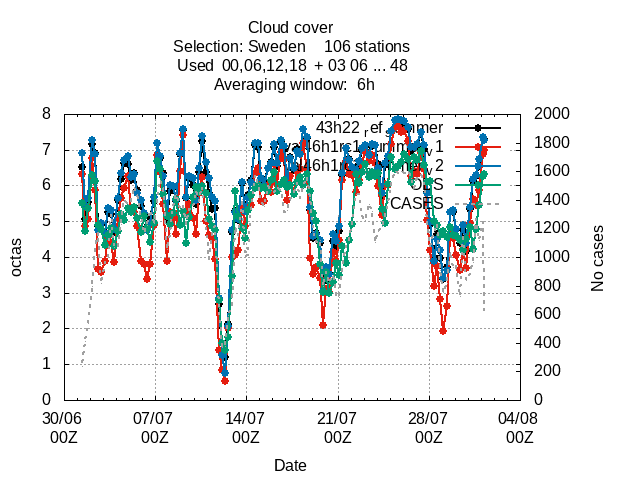 Cloud cover
Selection: Sweden 106 stations
Used 00,06,12,18 + 03 06 ... 48
Averaging window: 6h
8
7
6
5
4
3
2
1
0
octas
2000
1800
1600
1400
1200
1000
800
600
400
200
0
No cases
43h22
1
2
OBS
CASES
30/06 00Z
07/07 00Z
14/07 00Z
21/07 00Z
28/07 00Z
04/08 00Z
Date